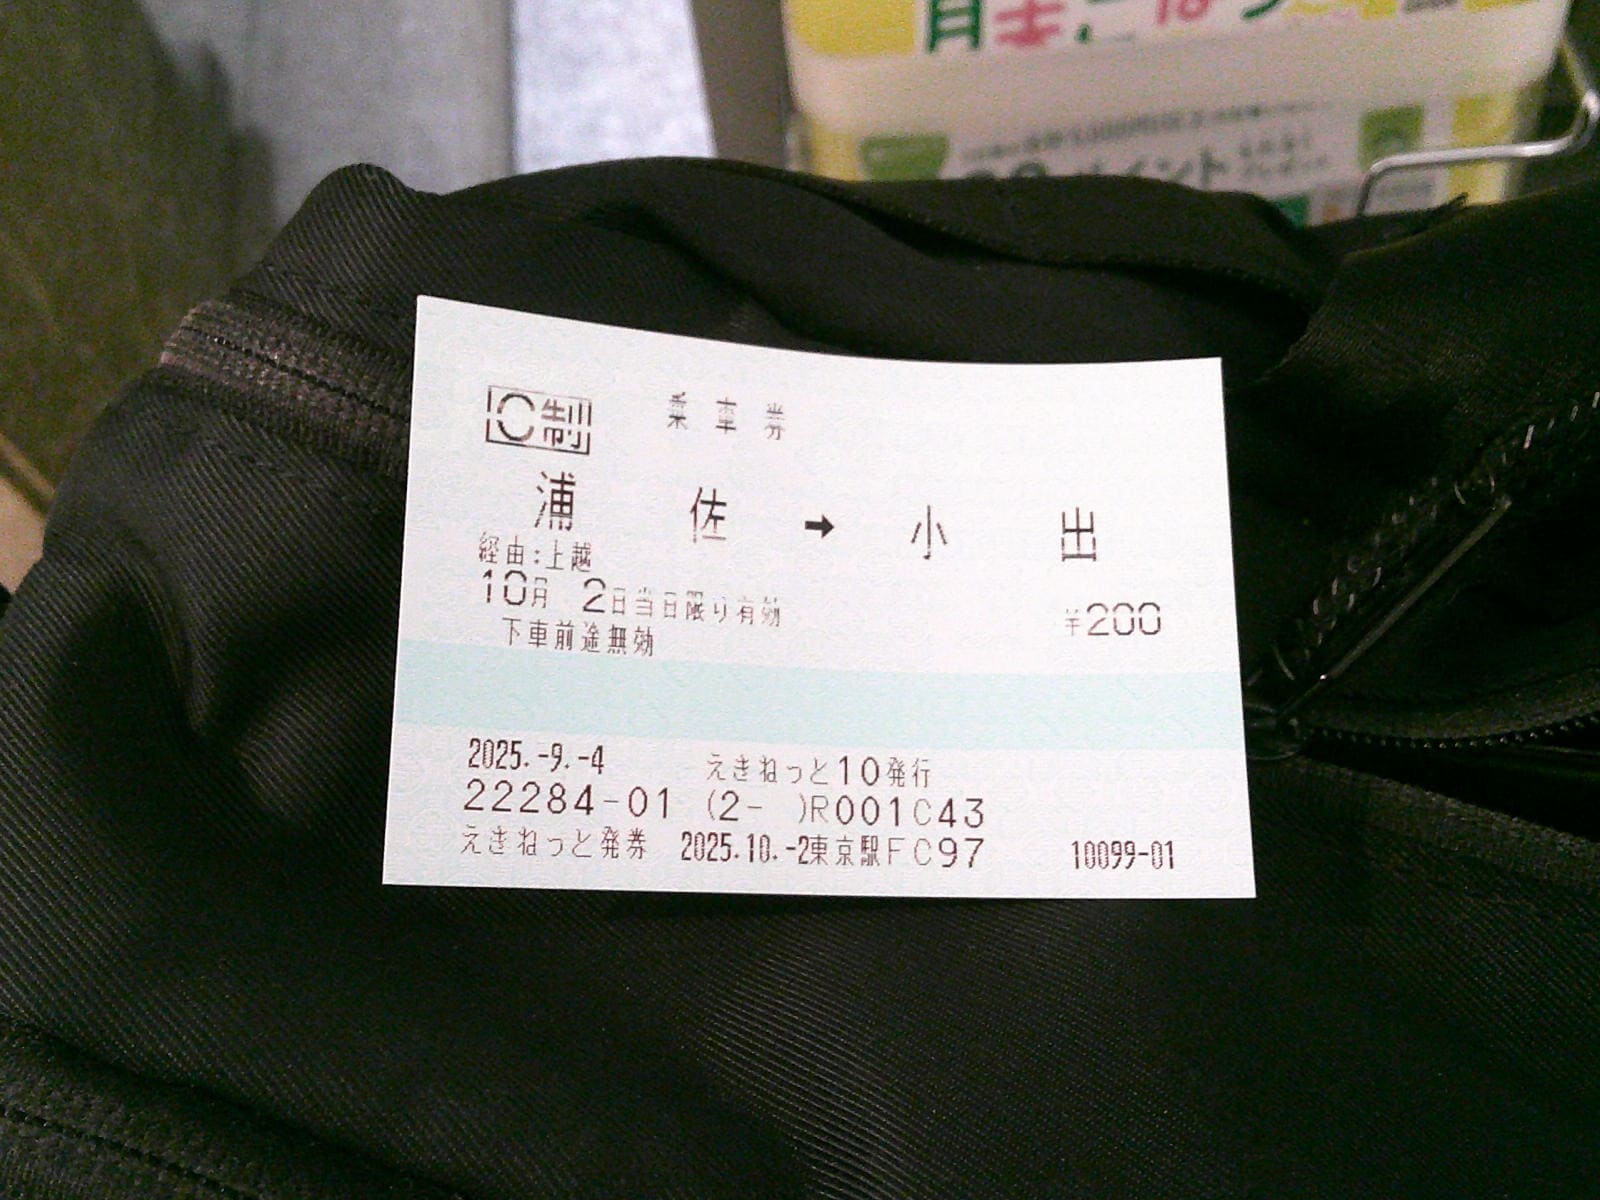 C制 乗車券
浦佐 → 小出
経由:上越
10月 2日当日限り有効 ¥200
下車前途無効
2025.-9.-4 えきねっと10発行
22284-01 (2- )R001C43
えきねっと発券 2025.10.-2東京駅FC97 10099-01